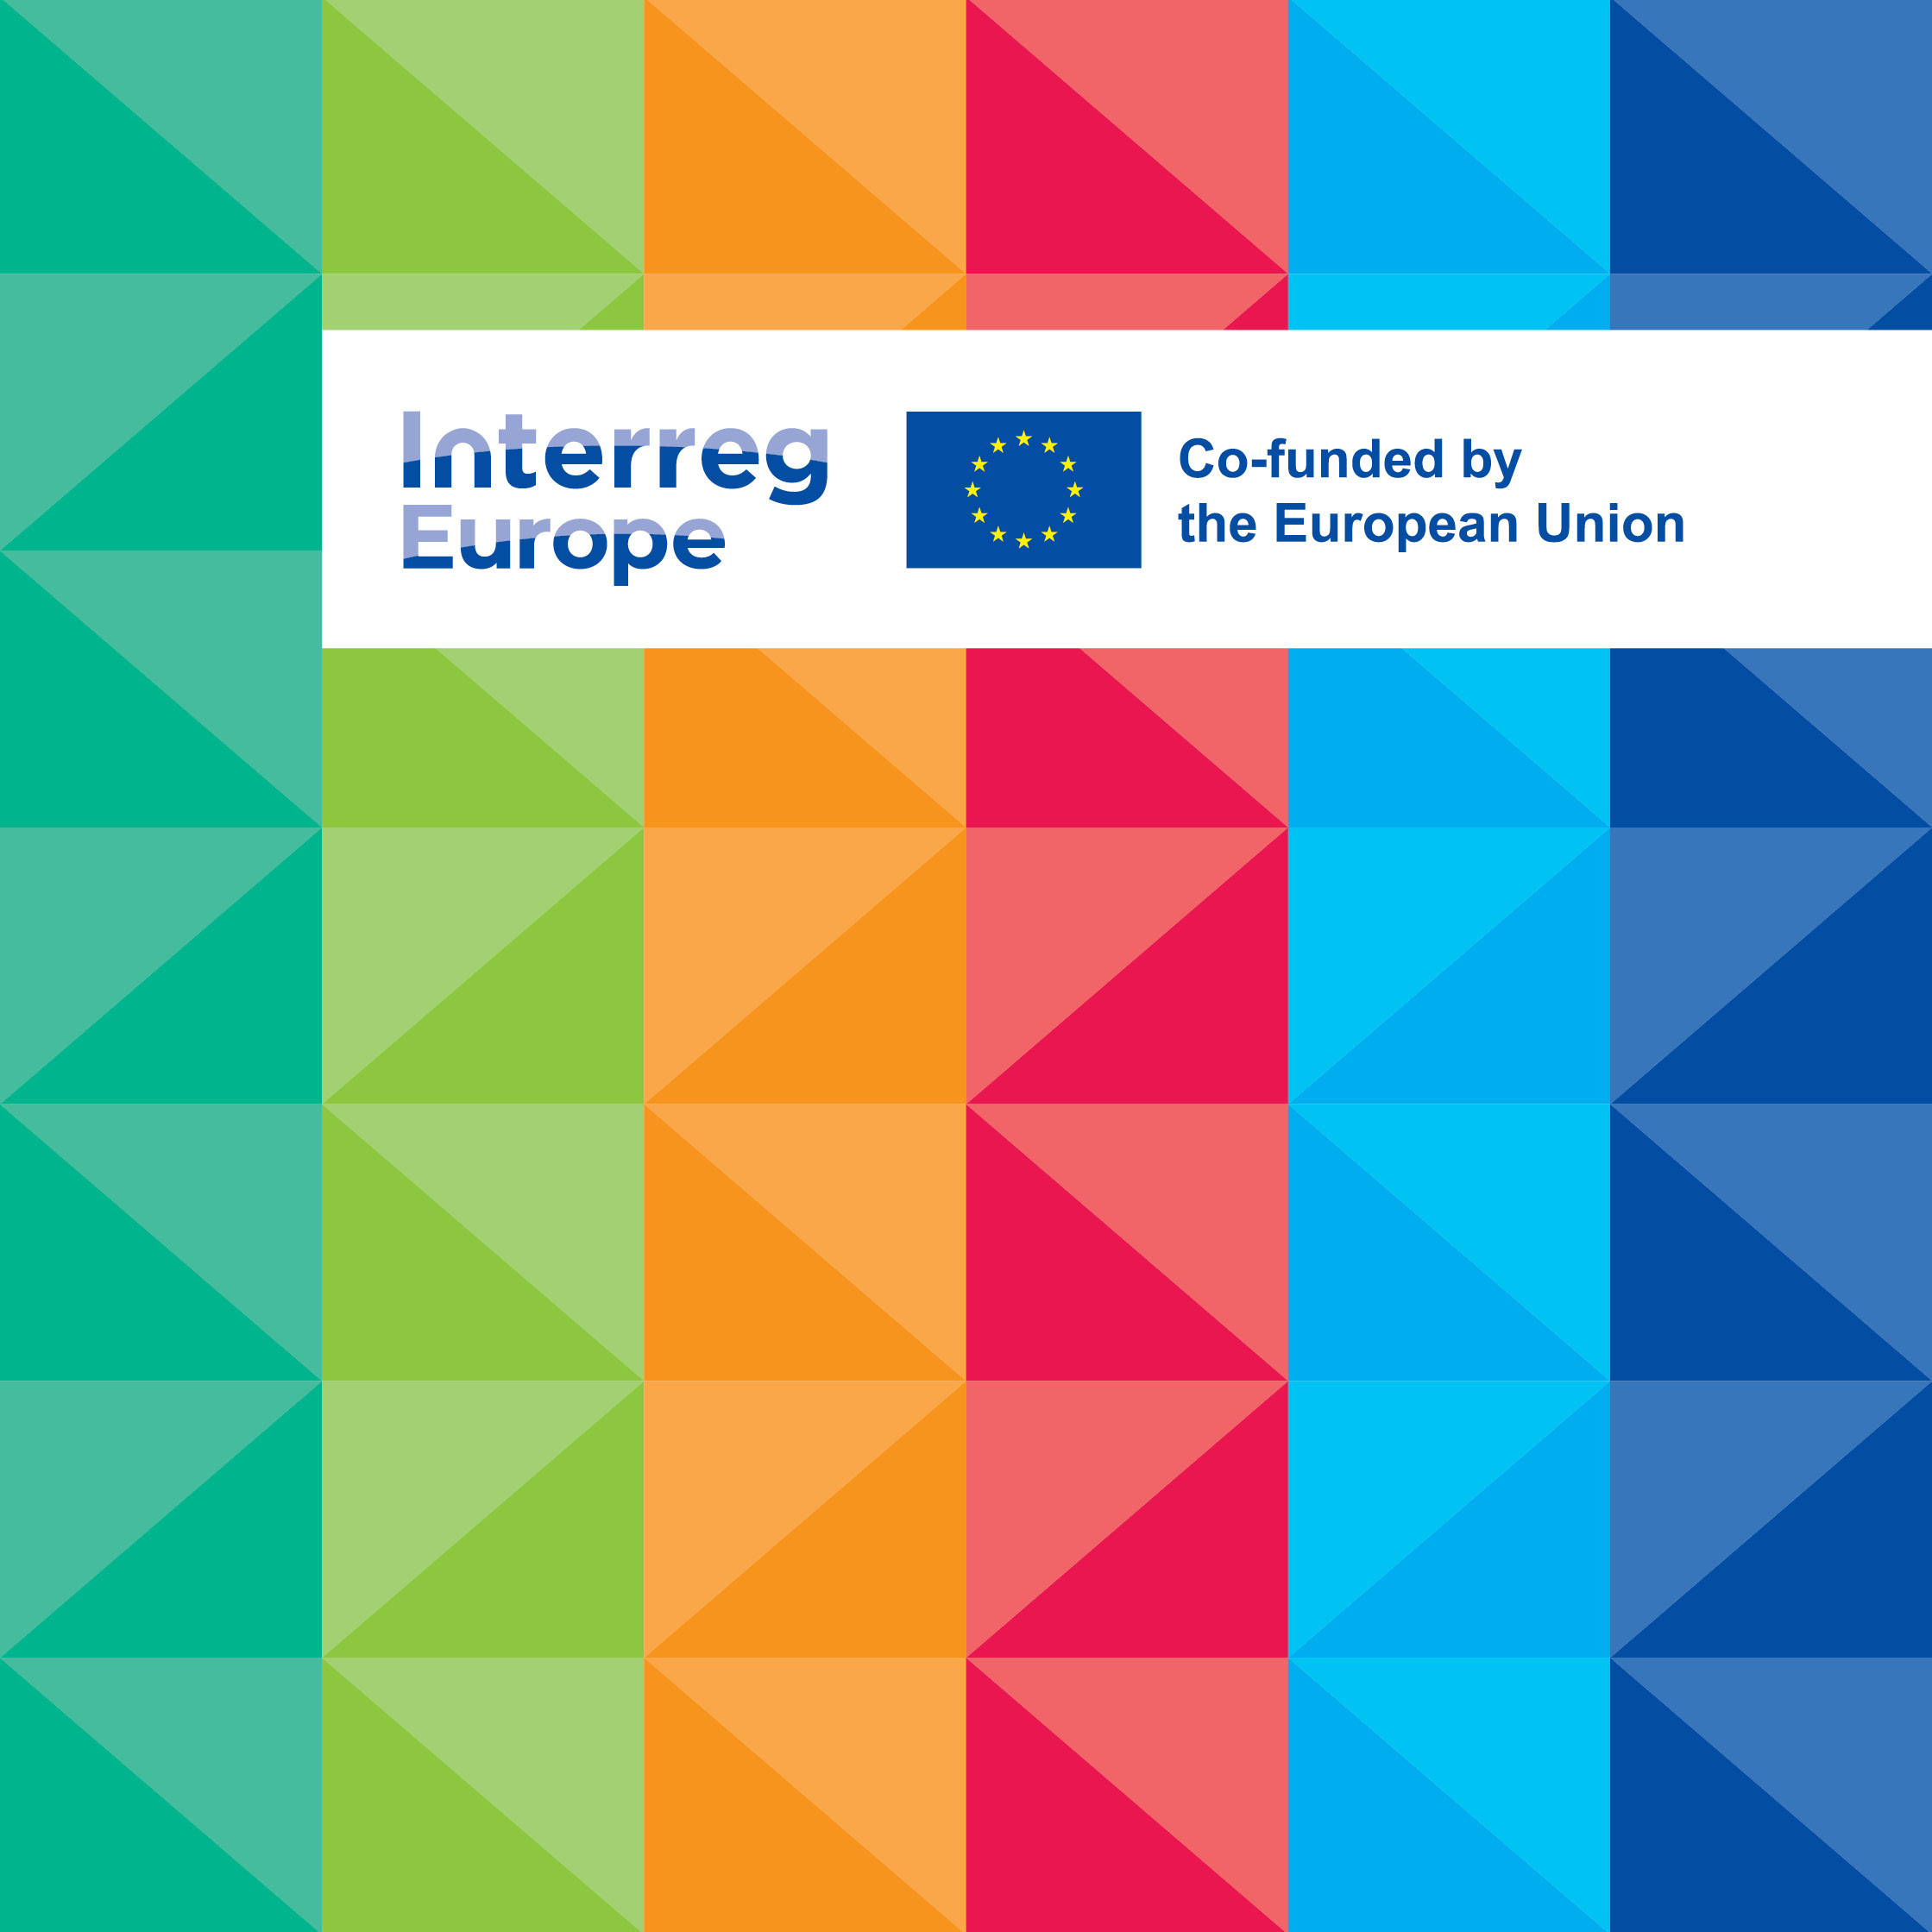 Interreg
Europe
Co-funded by
the European Union